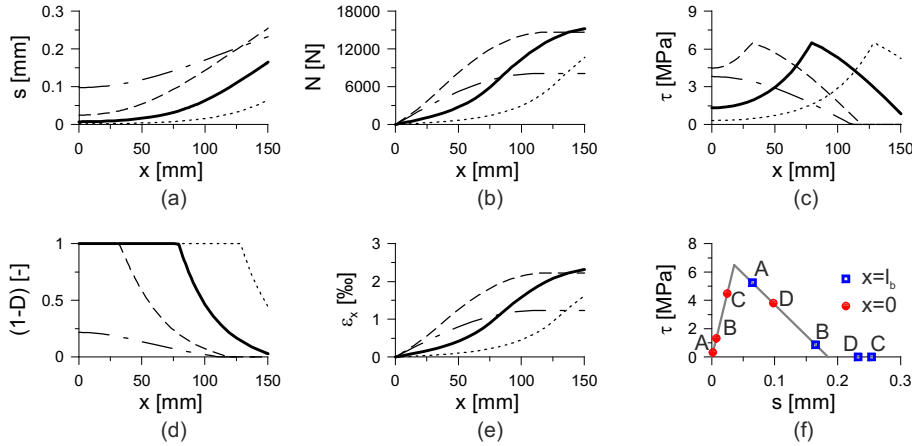 s [mm]
0.3
0.2
0.1
0
0 50 100 150
x [mm]
(a)
N [N]
18000
12000
6000
0
0 50 100 150
x [mm]
(b)
τ [MPa]
9
6
3
0
0 50 100 150
x [mm]
(c)
(1-D) [-]
1
0
0 50 100 150
x [mm]
(d)
εx [‰]
3
2
1
0
0 50 100 150
x [mm]
(e)
τ [MPa]
8
6
4
2
0
A
B
C
A
D
B
D
C
x=lb
x=0
0 0.1 0.2 0.3
s [mm]
(f)